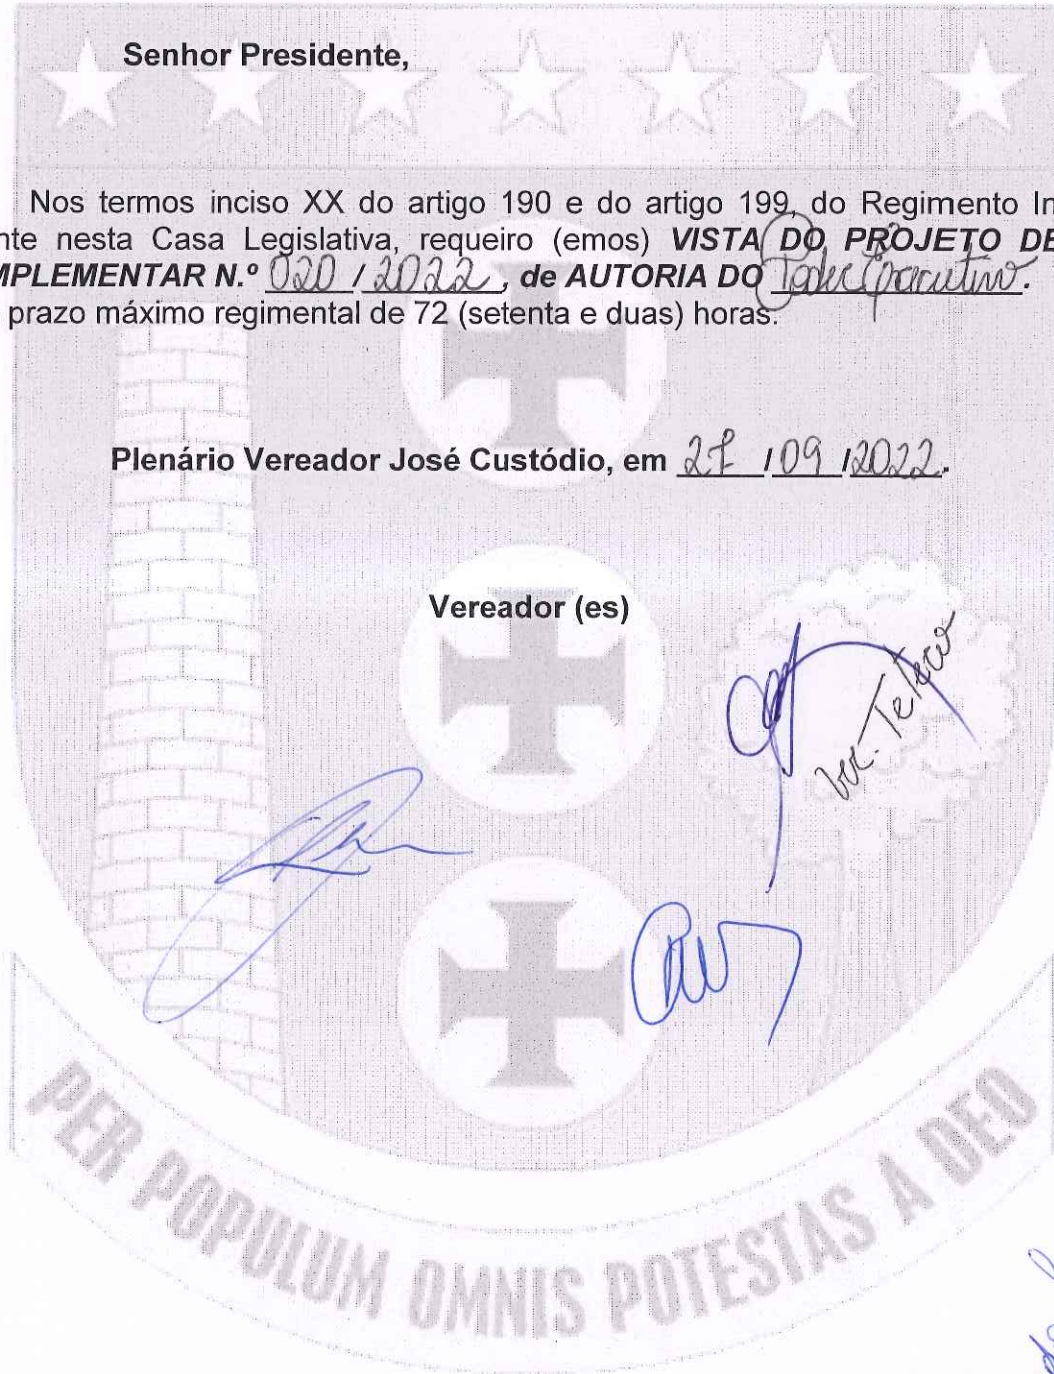 Senhor Presidente,
Nos termos inciso XX do artigo 190 e do artigo 199, do Regimento In
nte nesta Casa Legislativa, requeiro (emos) VISTA DO PROJETO DE
MPLEMENTAR N.º 020 / 2022, de AUTORIA DO Poder Executivo.
prazo máximo regimental de 72 (setenta e duas) horas.
Plenário Vereador José Custódio, em 27 / 09 / 2022.
Vereador (es)
Ver. Teteco
PER POPULUM OMNIS POTESTAS A DEO